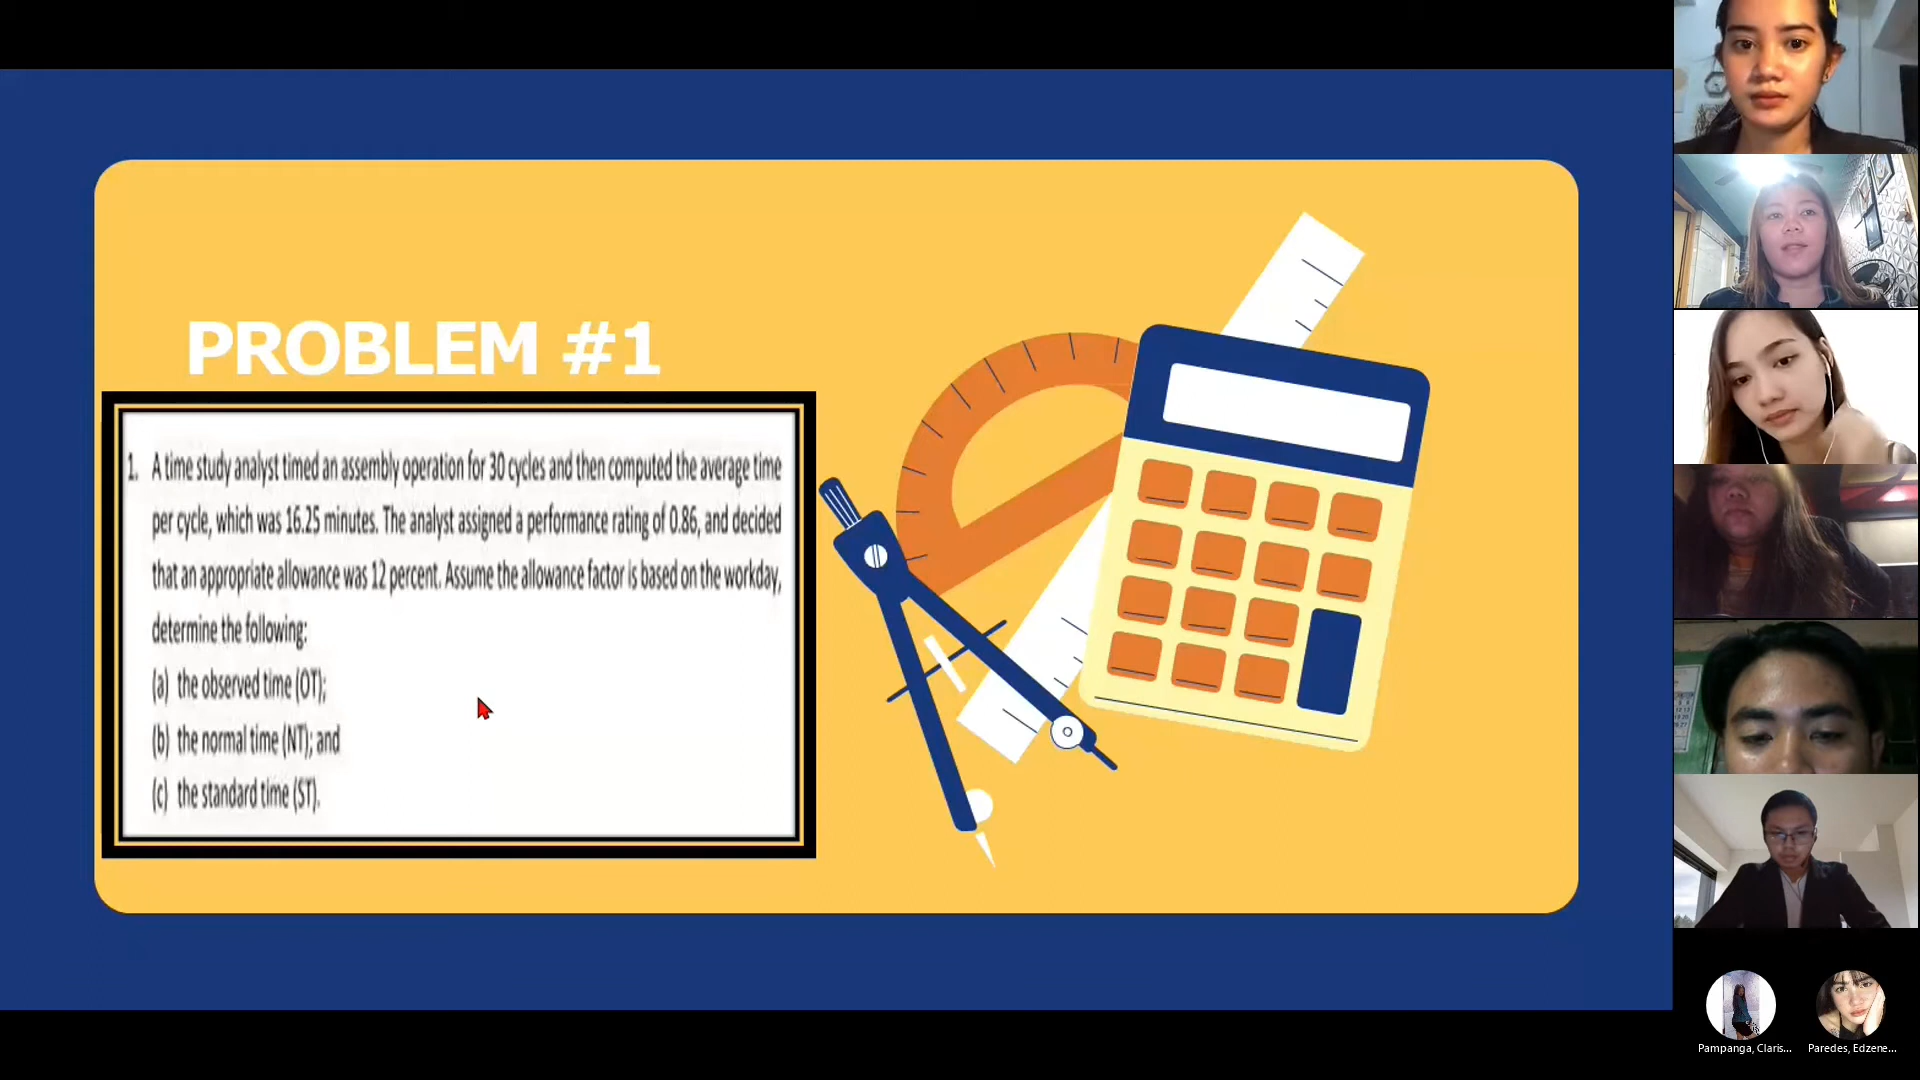 PROBLEM #1
1. A time study analyst timed an assembly operation for 30 cycles and then computed the average time
per cycle, which was 16.25 minutes. The analyst assigned a performance rating of 0.86, and decided
that an appropriate allowance was 12 percent. Assume the allowance factor is based on the workday,
determine the following:
(a) the observed time (OT);
(b) the normal time (NT); and
(c) the standard time (ST).
Pampanga, Claris...
Paredes, Edzene...